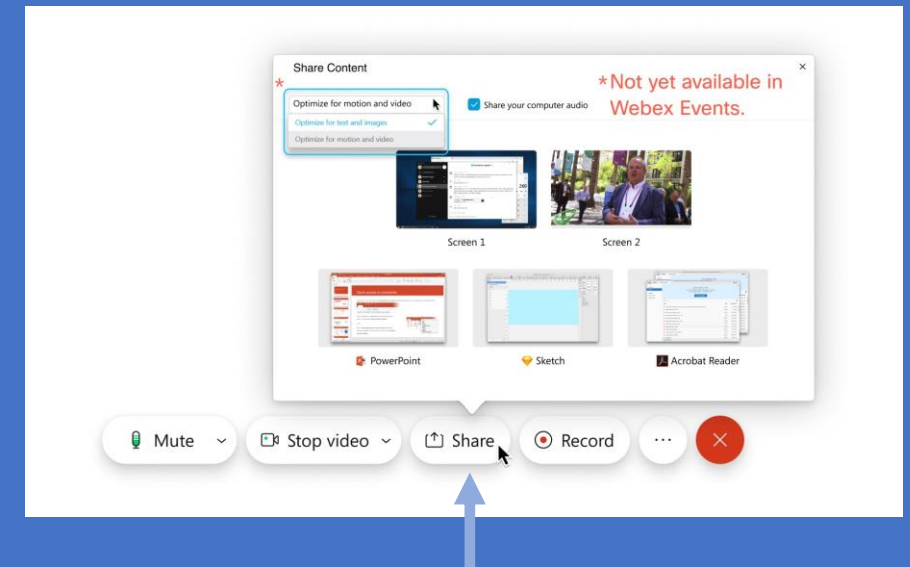 Share Content
*
*Not yet available in
Webex Events.
Optimize for motion and video
Share your computer audio
Optimize for text and images
Optimize for motion and video
Screen 1
Screen 2
PowerPoint
Sketch
Acrobat Reader
Mute
Stop video
Share
Record